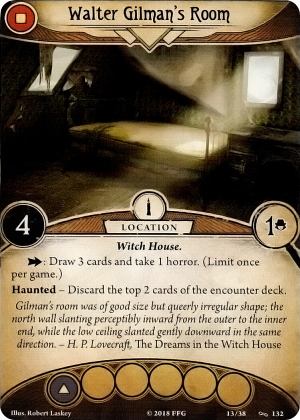 Walter Gilman's Room
4
1
LOCATION
Witch House.
: Draw 3 cards and take 1 horror. (Limit once
per game.)
Haunted – Discard the top 2 cards of the encounter deck.
Gilman's room was of good size but queerly irregular shape; the
north wall slanting perceptibly inward from the outer to the inner
end, while the low ceiling slanted gently downward in the same
direction. – H. P. Lovecraft, The Dreams in the Witch House
Illus. Robert Laskey © 2018 FFG 13/38 132